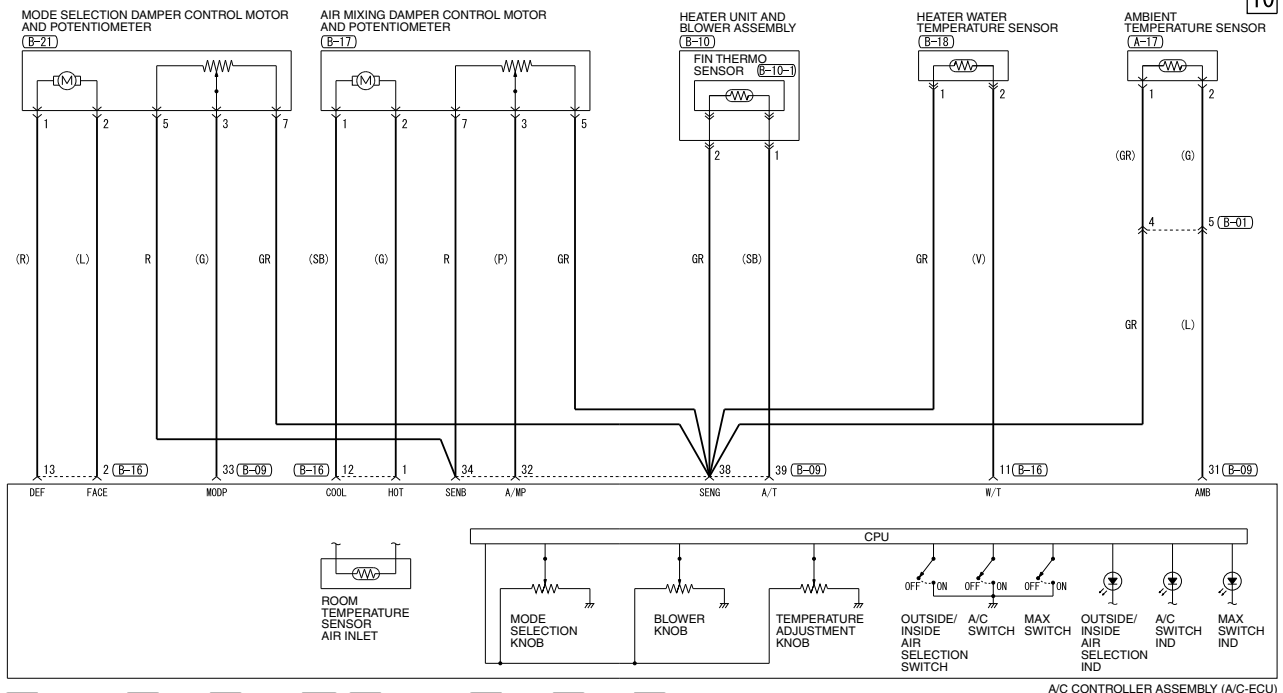 10
MODE SELECTION DAMPER CONTROL MOTOR
AND POTENTIOMETER
B-21
AIR MIXING DAMPER CONTROL MOTOR
AND POTENTIOMETER
B-17
HEATER UNIT AND
BLOWER ASSEMBLY
B-10
FIN THERMO
SENSOR B-10-1
HEATER WATER
TEMPERATURE SENSOR
B-18
AMBIENT
TEMPERATURE SENSOR
A-17
M
M
1 2 5 3 7 1 2 7 3 5 2 1 1 2 1 2
(GR) (G)
4 5 B-01
(R) (L) R (G) GR (SB) (G) R (P) GR GR (SB) GR (V)
GR (L)
13 2 B-16 33 B-09 B-16 12 1 34 32 38 39 B-09 11 B-16 31 B-09
DEF FACE MODP COOL HOT SENB A/MP SENG A/T W/T AMB
CPU
OFF ON OFF ON OFF ON
ROOM
TEMPERATURE
SENSOR
AIR INLET
MODE
SELECTION
KNOB
BLOWER
KNOB
TEMPERATURE
ADJUSTMENT
KNOB
OUTSIDE/
INSIDE
AIR
SELECTION
SWITCH
A/C
SWITCH
MAX
SWITCH
OUTSIDE/
INSIDE
AIR
SELECTION
IND
A/C
SWITCH
IND
MAX
SWITCH
IND
A/C CONTROLLER ASSEMBLY (A/C-ECU)